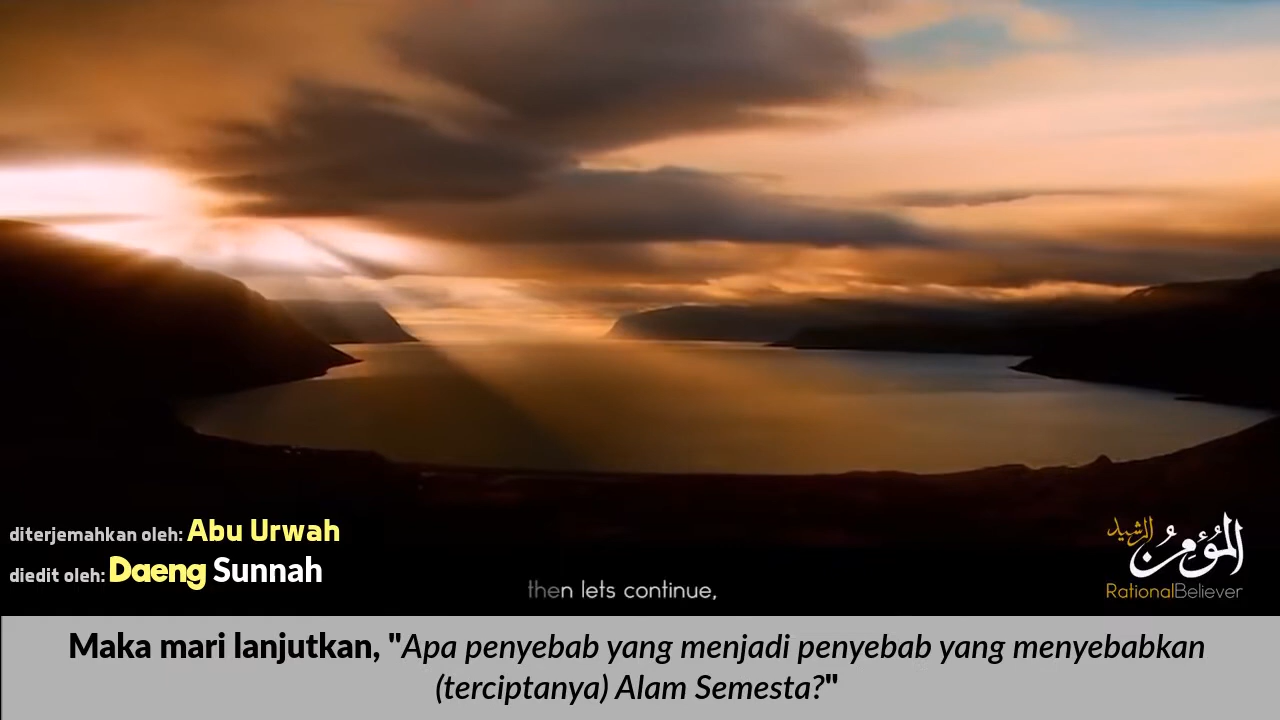 diterjemahkan oleh: Abu Urwah
diedit oleh: Daeng Sunnah
then lets continue,
المؤمن الرشيد
RationalBeliever
Maka mari lanjutkan, "Apa penyebab yang menjadi penyebab yang menyebabkan
(terciptanya) Alam Semesta?"